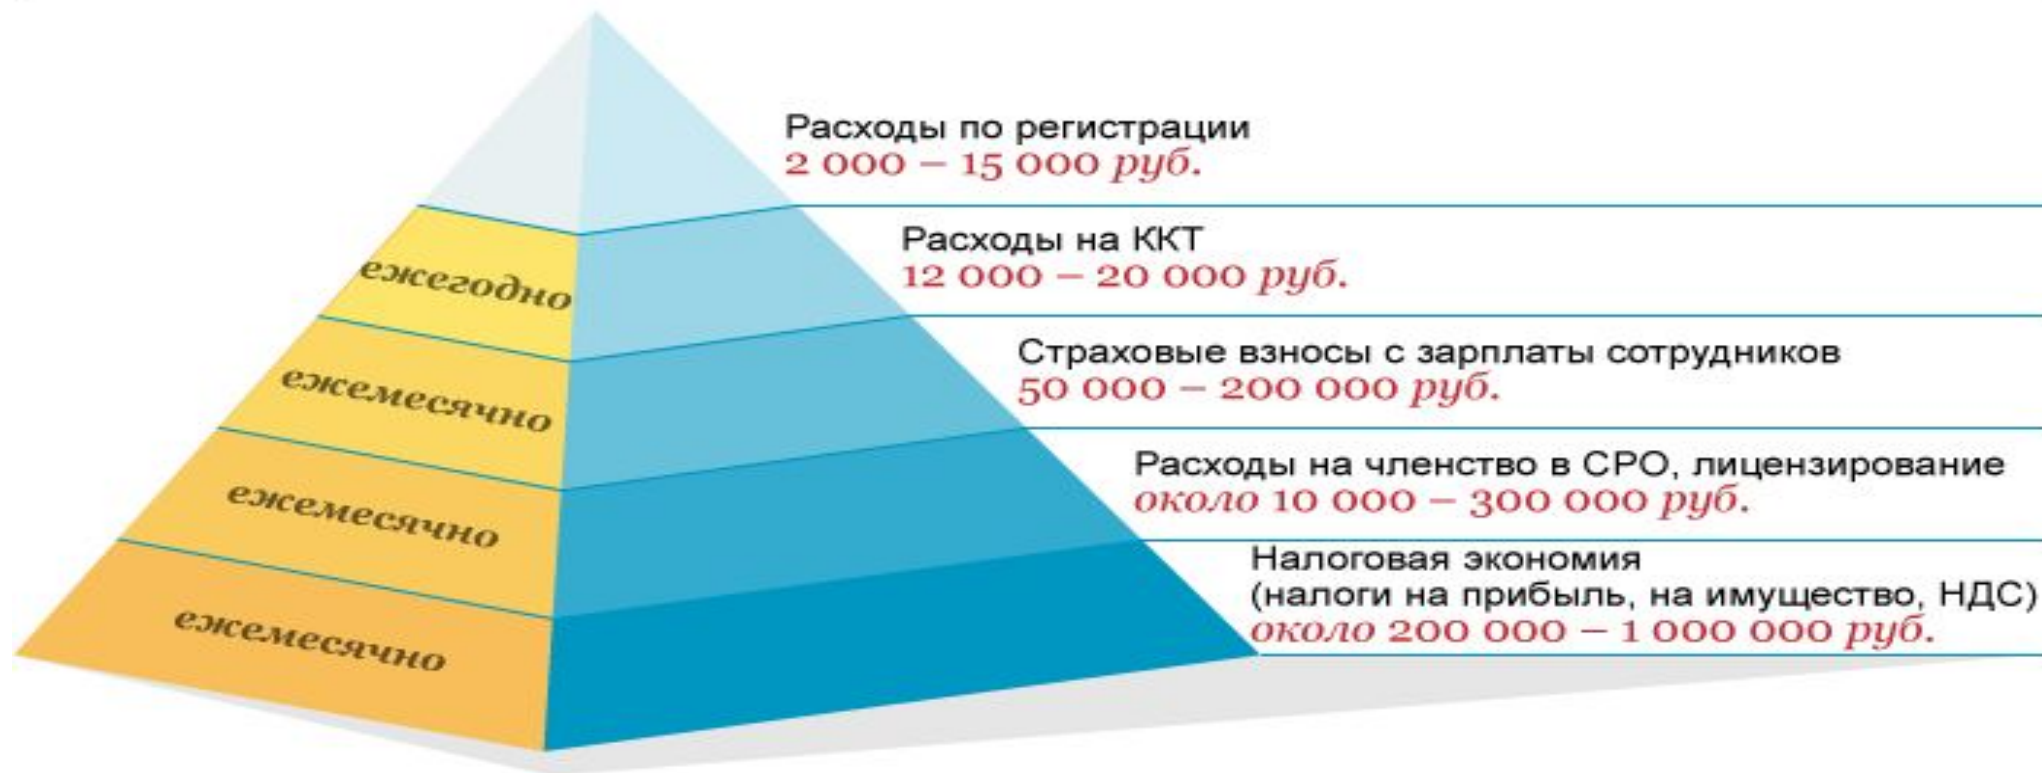 Расходы по регистрации
2 000 – 15 000 руб.
ежегодно
Расходы на ККТ
12 000 – 20 000 руб.
ежемесячно
Страховые взносы с зарплаты сотрудников
50 000 – 200 000 руб.
ежемесячно
Расходы на членство в СРО, лицензирование
около 10 000 – 300 000 руб.
ежемесячно
Налоговая экономия
(налоги на прибыль, на имущество, НДС)
около 200 000 – 1 000 000 руб.